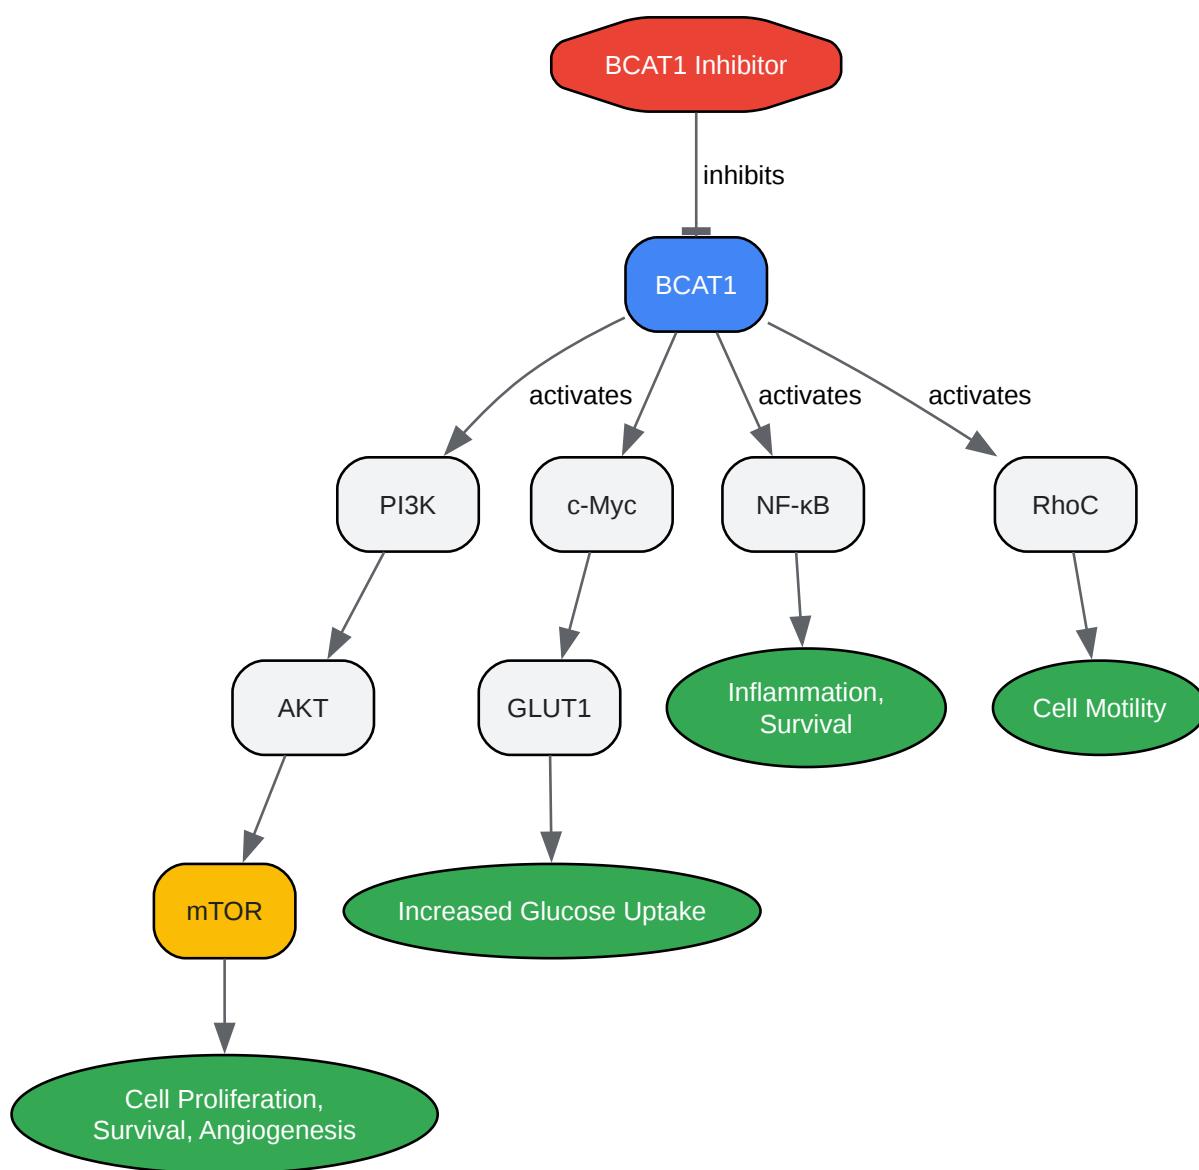 BCAT1 Inhibitor
inhibits
BCAT1
activates
activates
activates
PI3K
c-Myc
NF-κB
RhoC
AKT
GLUT1
Inflammation,
Survival
Cell Motility
mTOR
Increased Glucose Uptake
Cell Proliferation,
Survival, Angiogenesis